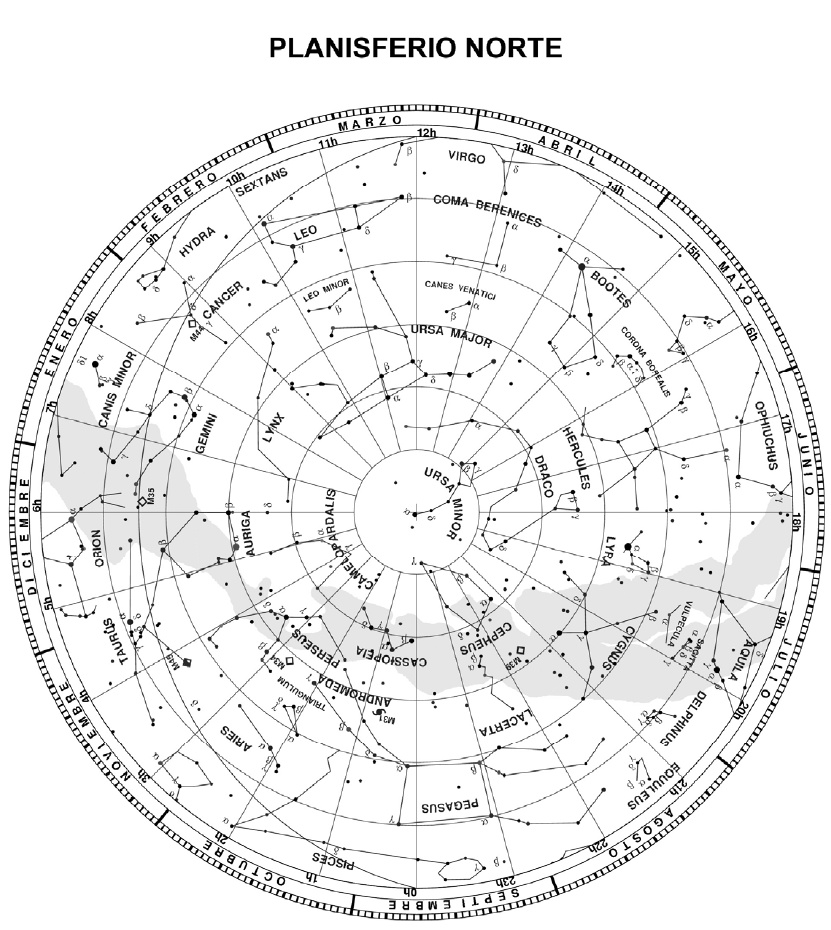 PLANISFERIO NORTE
MARZO
ABRIL
MAYO
JUNIO
JULIO
AGOSTO
SEPTIEMBRE
OCTUBRE
NOVIEMBRE
DICIEMBRE
ENERO
FEBRERO
12h
13h
14h
15h
16h
17h
18h
19h
20h
21h
22h
23h
0h
1h
2h
3h
4h
5h
6h
7h
8h
9h
10h
11h
VIRGO
SEXTANS
COMA BERENICES
LEO
HYDRA
CANCER
M44
LEO MINOR
CANES VENATICI
BOOTES
URSA MAJOR
CORONA BOREALIS
CANIS MINOR
GEMINI
LYNX
HERCULES
OPHIUCHUS
DRACO
URSA MINOR
M35
ORION
AURIGA
CAMELOPARDALIS
LYRA
TAURUS
M45
PERSEUS
M34
CASSIOPEIA
CEPHEUS
M39
CYGNUS
VULPECULA
SAGITTA
AQUILA
ANDROMEDA
TRIANGULUM
M31
ARIES
LACERTA
DELPHINUS
EQUULEUS
PEGASUS
PISCES